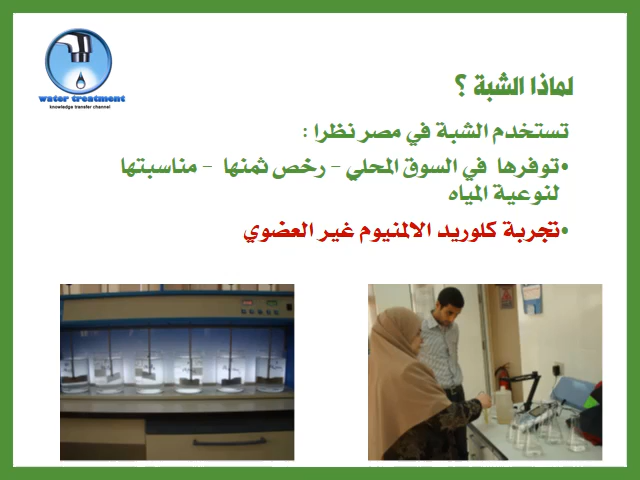 water treatment
knowledge transfer channel
لماذا الشبة ؟
تستخدم الشبة في مصر نظرا :
•توفرها في السوق المحلي - رخص ثمنها - مناسبتها
لنوعية المياه
•تجربة كلوريد الالمنيوم غير العضوي